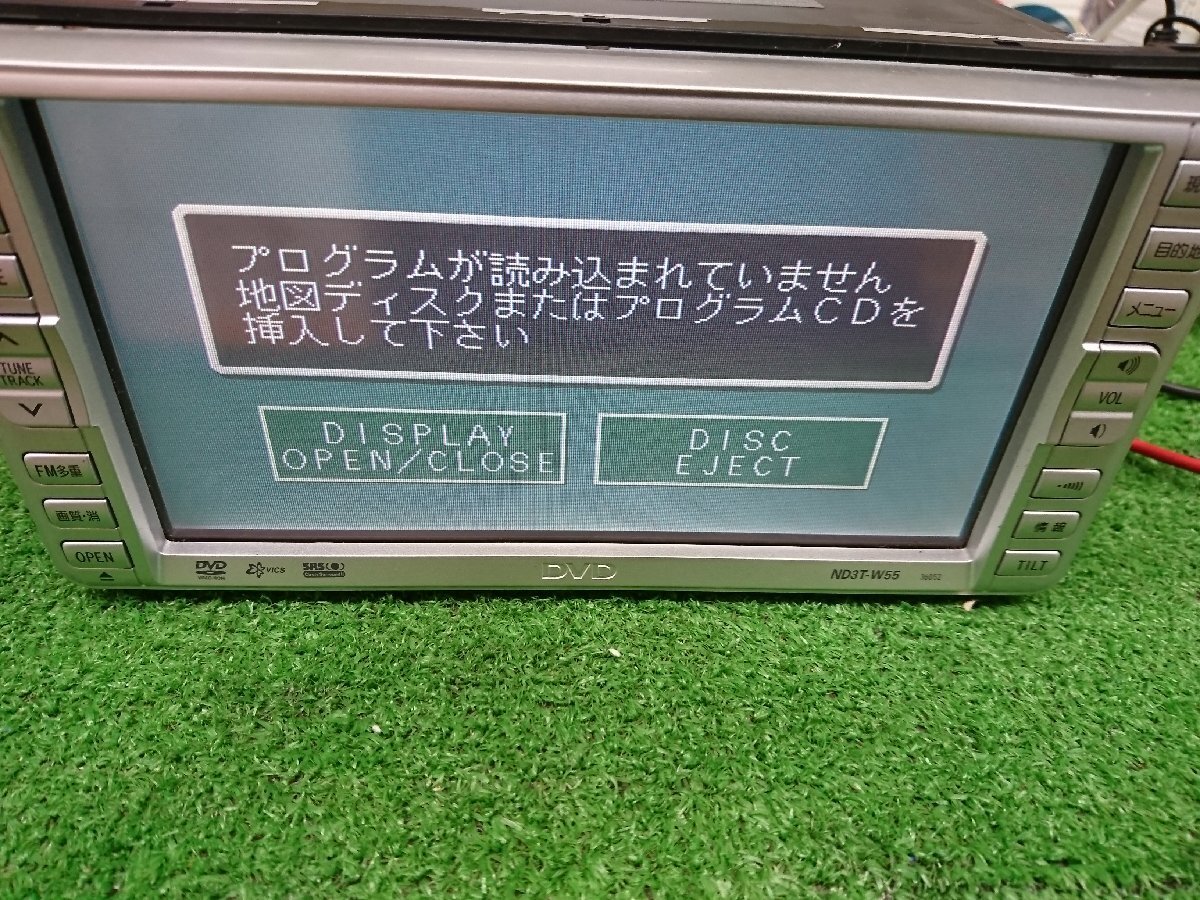 プログラムが読み込まれていません
地図ディスクまたはプログラムCDを
挿入して下さい
DISPLAY
OPEN/CLOSE
DISC
EJECT
TUNE
TRACK
FM多重
画質・消
OPEN
目的地
メニュー
VOL
情報
TILT
DVD
VICS
SRS
DVD
ND3T-W55
36052